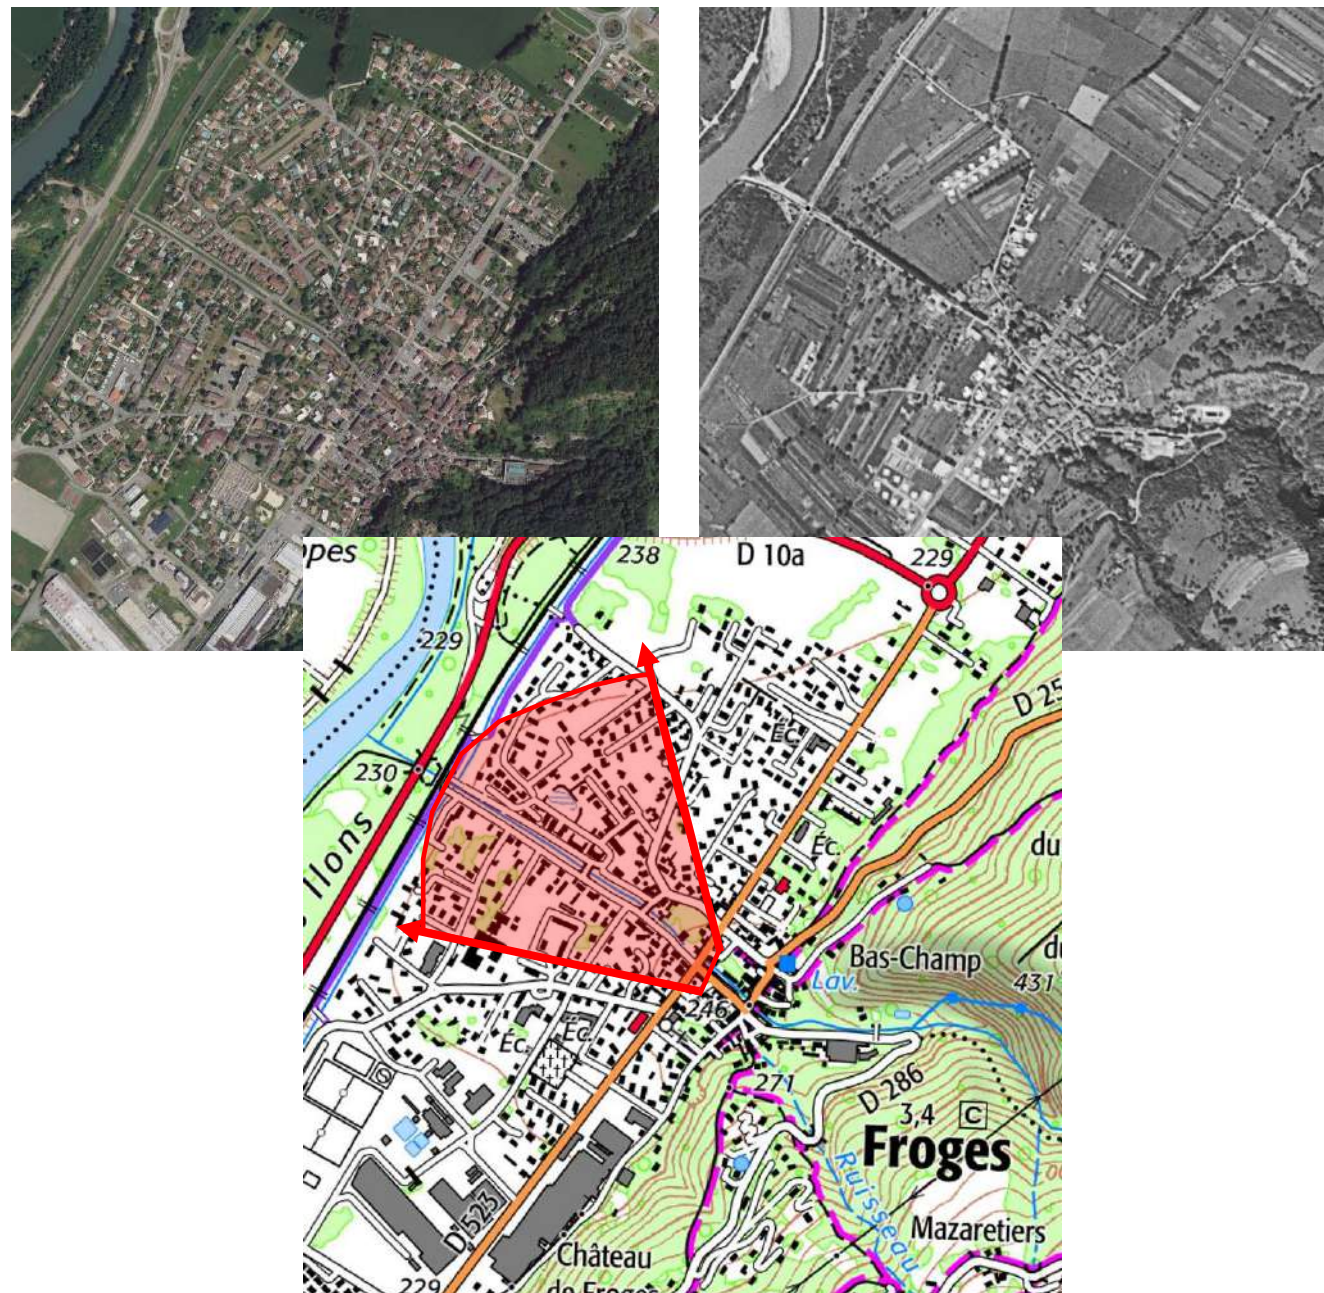 opes
238
D 10a
229
229
D 25
Éc.
230
llons
Éc.
du
Bas-Champ
du
Lav.
431
246
Éc.
Éc.
271
D 286
3,4 C
Froges
Ruisseau
Mazaretiers
D 523
Château
de Froges
229